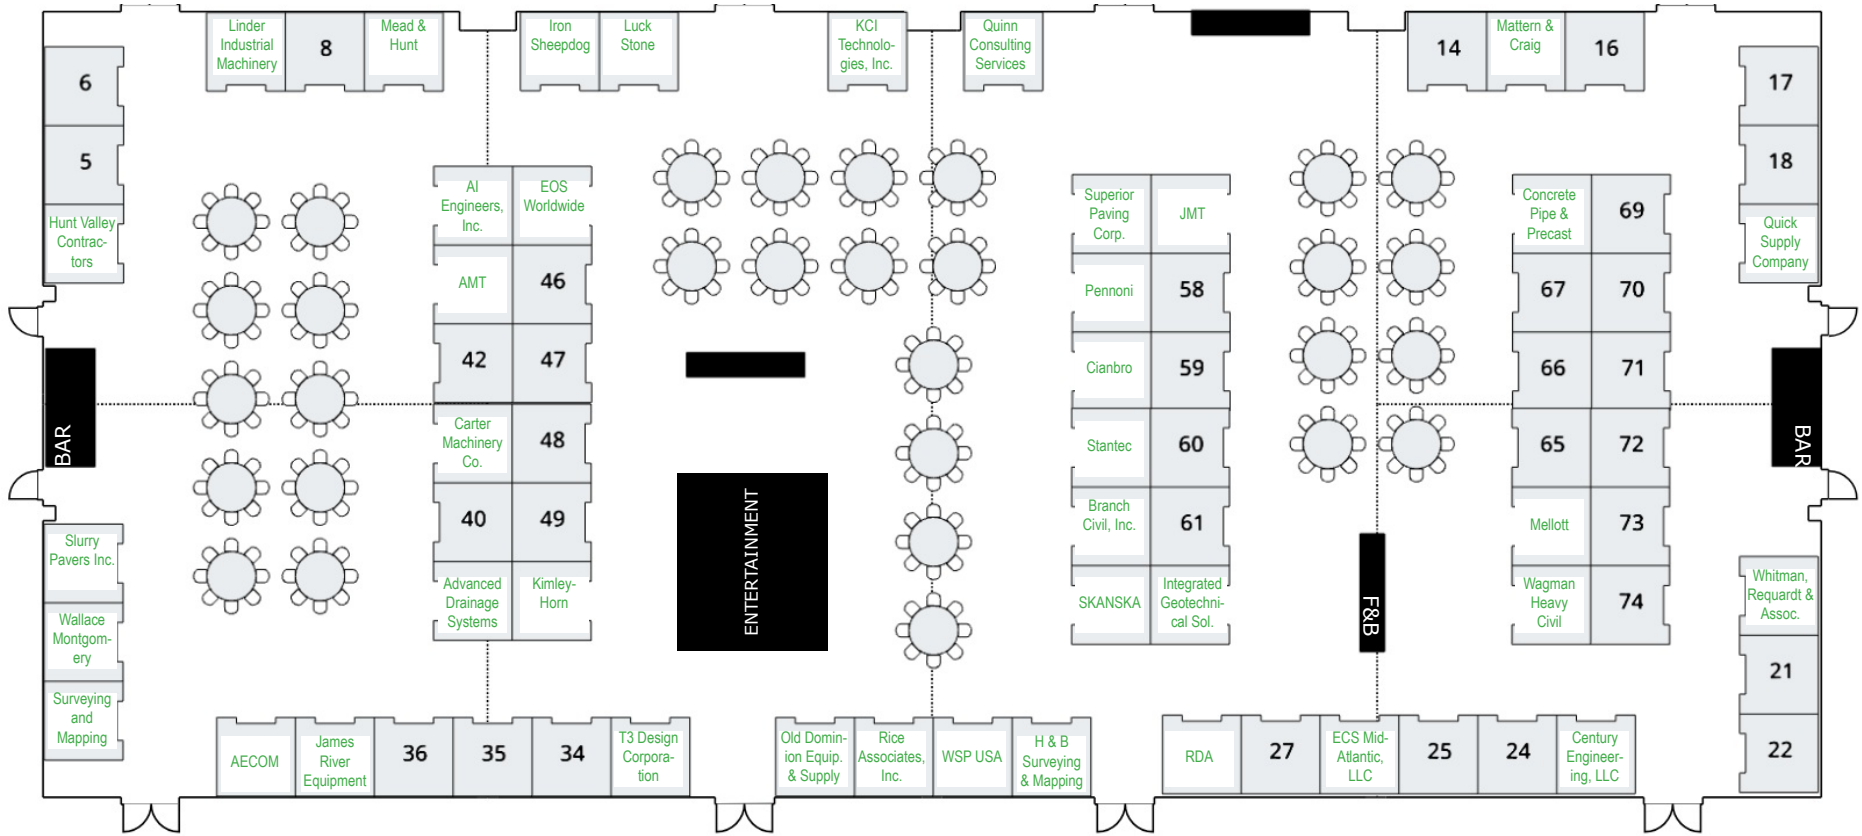 Linder
Industrial
Machinery
8
Mead &
Hunt
Iron
Sheepdog
Luck
Stone
KCI
Technolo-
gies, Inc.
Quinn
Consulting
Services
14
Mattern &
Craig
16
6
5
Hunt Valley
Contrac-
tors
17
18
Quick
Supply
Company
AI
Engineers,
Inc.
EOS
Worldwide
AMT
46
42
47
Carter
Machinery
Co.
48
40
49
Advanced
Drainage
Systems
Kimley-
Horn
Superior
Paving
Corp.
JMT
Pennoni
58
Cianbro
59
Stantec
60
Branch
Civil, Inc.
61
SKANSKA
Integrated
Geotechni-
cal Sol.
Concrete
Pipe &
Precast
69
67
70
66
71
65
72
Mellott
73
Wagman
Heavy
Civil
74
BAR
ENTERTAINMENT
F&B
BAR
Slurry
Pavers Inc.
Wallace
Montgom-
ery
Surveying
and
Mapping
Whitman,
Requardt &
Assoc.
21
22
AECOM
James
River
Equipment
36
35
34
T3 Design
Corpora-
tion
Old Domin-
ion Equip.
& Supply
Rice
Associates,
Inc.
WSP USA
H & B
Surveying
& Mapping
RDA
27
ECS Mid-
Atlantic,
LLC
25
24
Century
Engineer-
ing, LLC